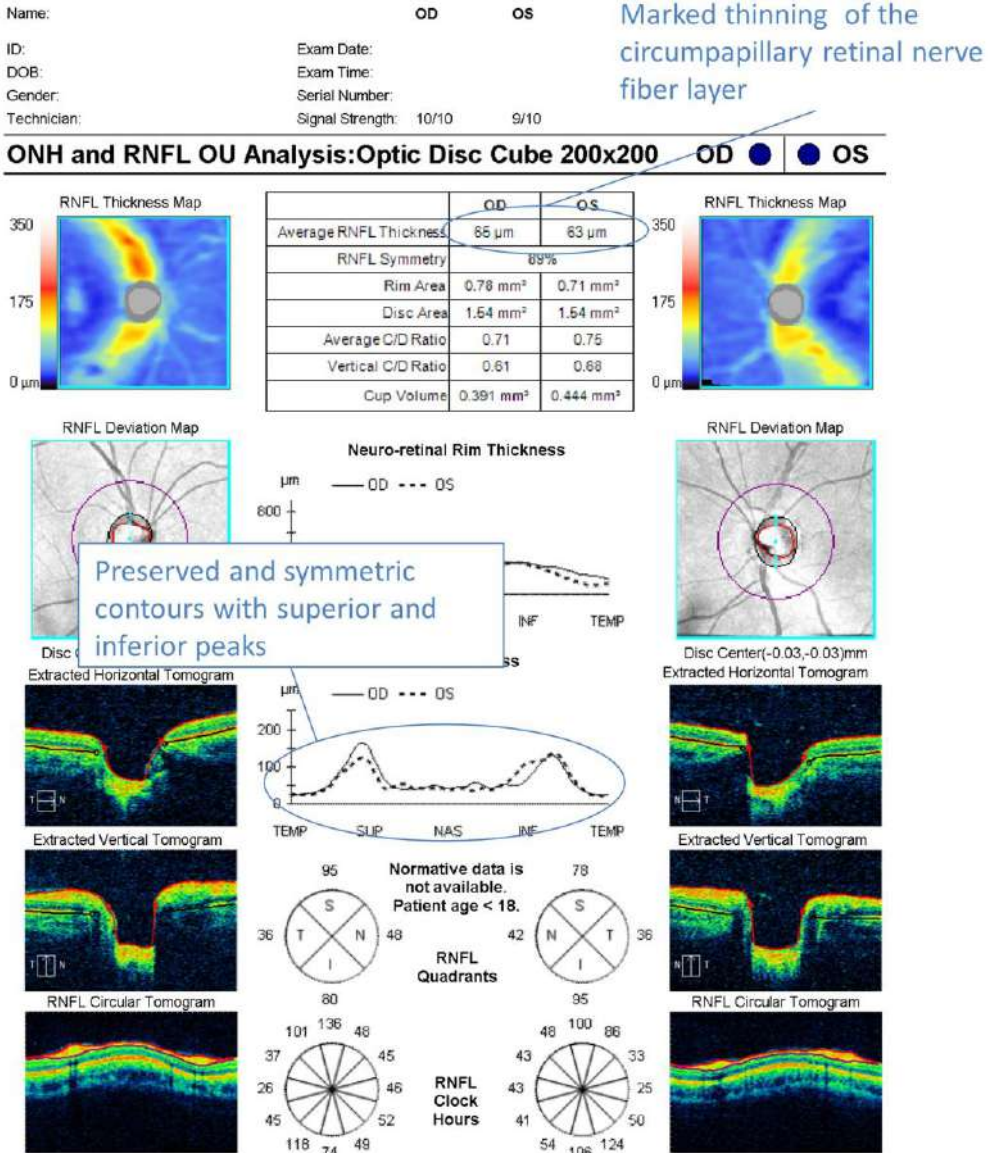 Name:
OD OS
Marked thinning of the
circumpapillary retinal nerve
fiber layer
ID: Exam Date:
DOB: Exam Time:
Gender: Serial Number:
Technician: Signal Strength: 10/10 9/10
ONH and RNFL OU Analysis:Optic Disc Cube 200x200 OD OS
RNFL Thickness Map
350
175
0 µm
OD OS
Average RNFL Thickness 65 µm 63 µm
RNFL Symmetry 89%
Rim Area 0.78 mm² 0.71 mm²
Disc Area 1.54 mm² 1.54 mm²
Average C/D Ratio 0.71 0.75
Vertical C/D Ratio 0.61 0.68
Cup Volume 0.391 mm³ 0.444 mm³
RNFL Thickness Map
350
175
0 µm
RNFL Deviation Map
Neuro-retinal Rim Thickness
µm OD OS
800
INF TEMP
RNFL Deviation Map
Preserved and symmetric
contours with superior and
inferior peaks
Disc
Disc Center(-0.03,-0.03)mm
Extracted Horizontal Tomogram
Extracted Horizontal Tomogram
µm OD OS
200
100
0
TEMP SUP NAS INF TEMP
T N
N T
Extracted Vertical Tomogram
Extracted Vertical Tomogram
T N
N T
Normative data is
not available.
Patient age < 18.
95
36 S T N I 48
80
RNFL
Quadrants
78
42 S N T I 36
95
RNFL Circular Tomogram
RNFL Circular Tomogram
101 136 48
37 45
26 46
45 52
118 74 49
RNFL
Clock
Hours
48 100 86
43 33
43 25
41 50
54 106 124